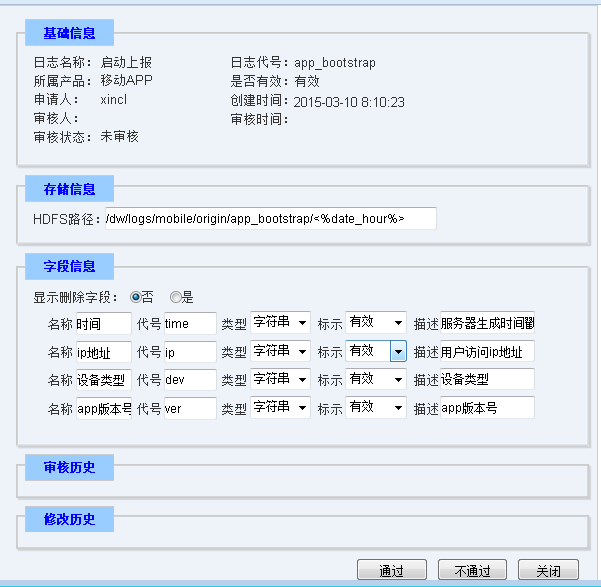 基础信息
日志名称： 启动上报 日志代号： app_bootstrap
所属产品： 移动APP 是否有效： 有效
申请人： xincl 创建时间： 2015-03-10 8:10:23
审核人： 审核时间：
审核状态： 未审核
存储信息
HDFS路径： /dw/logs/mobile/origin/app_bootstrap/<%date_hour%>
字段信息
显示删除字段： 否 是
名称 时间 代号 time 类型 字符串 标示 有效 描述 服务器生成时间戳
名称 ip地址 代号 ip 类型 字符串 标示 有效 描述 用户访问ip地址
名称 设备类型 代号 dev 类型 字符串 标示 有效 描述 设备类型
名称 app版本号 代号 ver 类型 字符串 标示 有效 描述 app版本号
审核历史
修改历史
通过 不通过 关闭